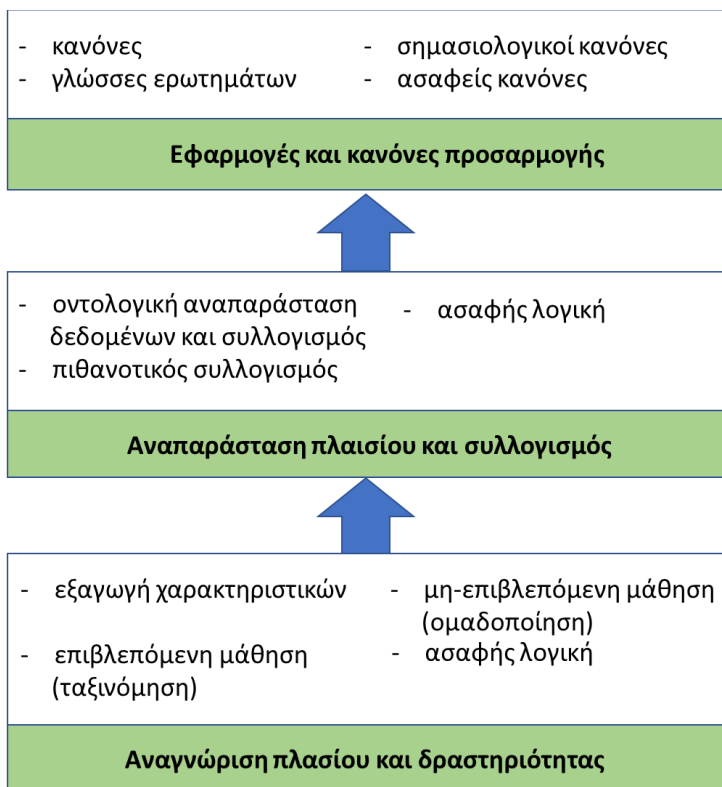 - κανόνες
- γλώσσες ερωτημάτων
- σημασιολογικοί κανόνες
- ασαφείς κανόνες
Εφαρμογές και κανόνες προσαρμογής
- οντολογική αναπαράσταση
δεδομένων και συλλογισμός
- πιθανοτικός συλλογισμός
- ασαφής λογική
Αναπαράσταση πλαισίου και συλλογισμός
- εξαγωγή χαρακτηριστικών
- επιβλεπόμενη μάθηση
(ταξινόμηση)
- μη-επιβλεπόμενη μάθηση
(ομαδοποίηση)
- ασαφής λογική
Αναγνώριση πλασίου και δραστηριότητας